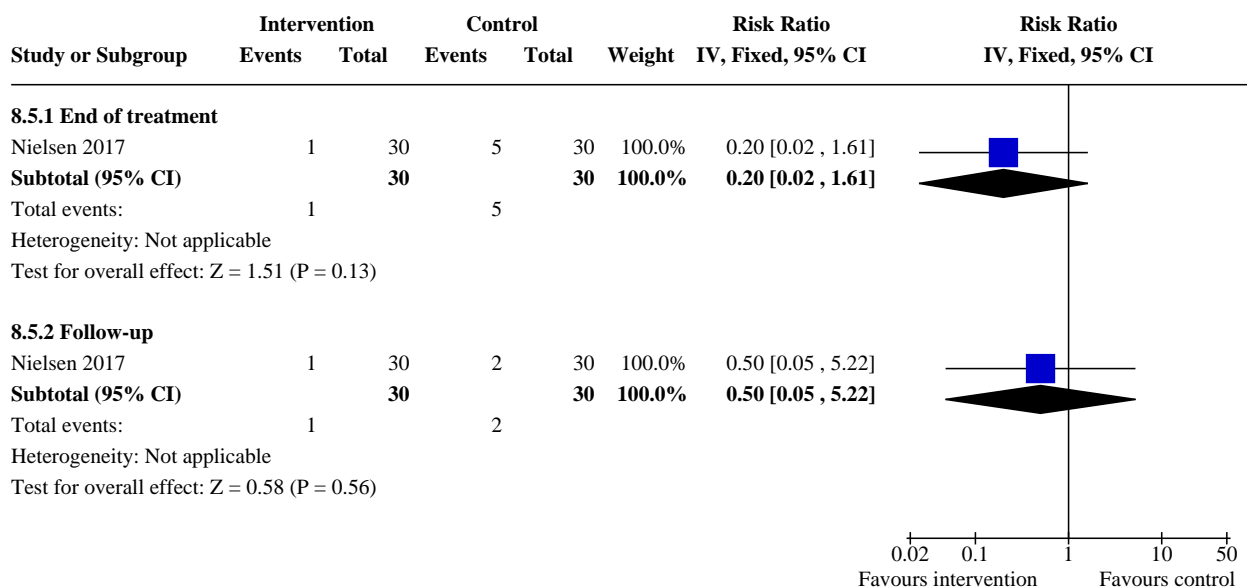 Intervention Control Risk Ratio Risk Ratio
Study or Subgroup Events Total Events Total Weight IV, Fixed, 95% CI IV, Fixed, 95% CI
8.5.1 End of treatment
Nielsen 2017 1 30 5 30 100.0% 0.20 [0.02 , 1.61]
Subtotal (95% CI) 30 30 100.0% 0.20 [0.02 , 1.61]
Total events: 1 5
Heterogeneity: Not applicable
Test for overall effect: Z = 1.51 (P = 0.13)
8.5.2 Follow-up
Nielsen 2017 1 30 2 30 100.0% 0.50 [0.05 , 5.22]
Subtotal (95% CI) 30 30 100.0% 0.50 [0.05 , 5.22]
Total events: 1 2
Heterogeneity: Not applicable
Test for overall effect: Z = 0.58 (P = 0.56)
0.02 0.1 1 10 50
Favours intervention Favours control